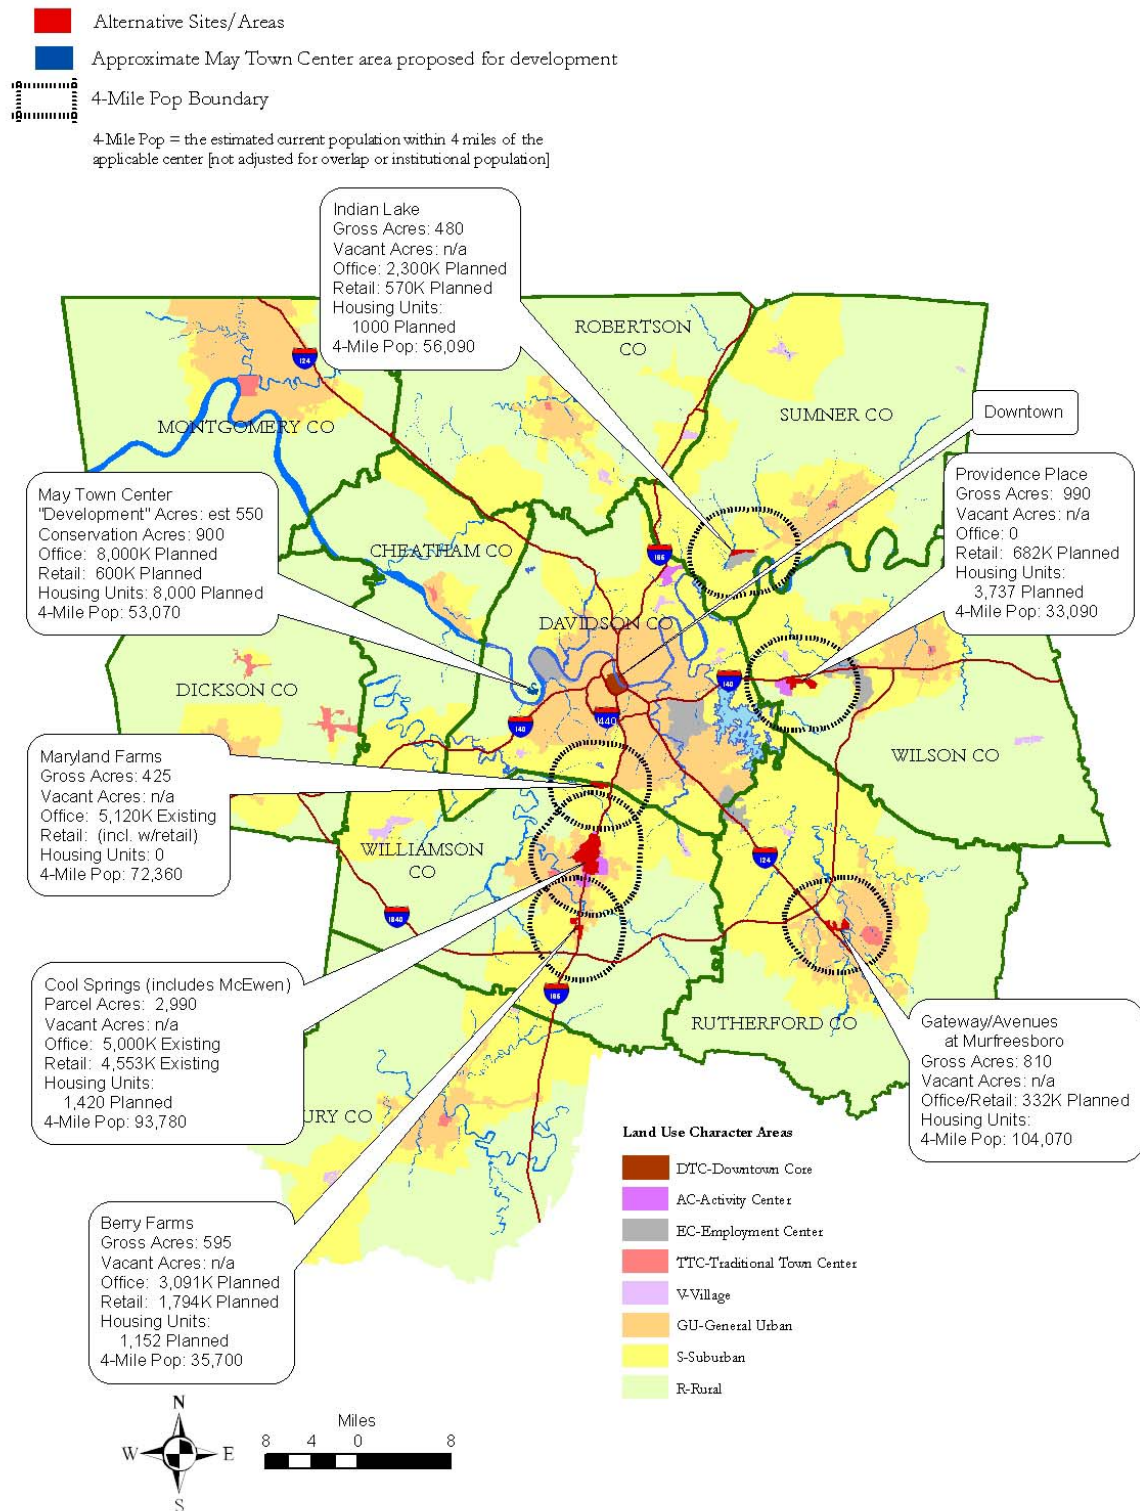 Alternative Sites/Areas
Approximate May Town Center area proposed for development
4-Mile Pop Boundary
4-Mile Pop = the estimated current population within 4 miles of the
applicable center [not adjusted for overlap or institutional population]
Indian Lake
Gross Acres: 480
Vacant Acres: n/a
Office: 2,300K Planned
Retail: 570K Planned
Housing Units:
1000 Planned
4-Mile Pop: 56,090
ROBERTSON
CO
SUMNER CO
Downtown
124
MONTGOMERY CO
May Town Center
"Development" Acres: est 550
Conservation Acres: 900
Office: 8,000K Planned
Retail: 600K Planned
Housing Units: 8,000 Planned
4-Mile Pop: 53,070
Providence Place
Gross Acres: 990
Vacant Acres: n/a
Office: 0
Retail: 682K Planned
Housing Units:
3,737 Planned
4-Mile Pop: 33,090
CHEATHAM CO
I65
DAVIDSON CO
DICKSON CO
I40
I440
I40
WILSON CO
Maryland Farms
Gross Acres: 425
Vacant Acres: n/a
Office: 5,120K Existing
Retail: (incl. w/retail)
Housing Units: 0
4-Mile Pop: 72,360
WILLIAMSON
CO
I24
I840
I65
RUTHERFORD CO
Cool Springs (includes McEwen)
Parcel Acres: 2,990
Vacant Acres: n/a
Office: 5,000K Existing
Retail: 4,553K Existing
Housing Units:
1,420 Planned
4-Mile Pop: 93,780
Gateway/Avenues
at Murfreesboro
Gross Acres: 810
Vacant Acres: n/a
Office/Retail: 332K Planned
Housing Units:
4-Mile Pop: 104,070
URY CO
Berry Farms
Gross Acres: 595
Vacant Acres: n/a
Office: 3,091K Planned
Retail: 1,794K Planned
Housing Units:
1,152 Planned
4-Mile Pop: 35,700
Land Use Character Areas
DTC-Downtown Core
AC-Activity Center
EC-Employment Center
TTC-Traditional Town Center
V-Village
GU-General Urban
S-Suburban
R-Rural
N
W E
S
Miles
8 4 0 8